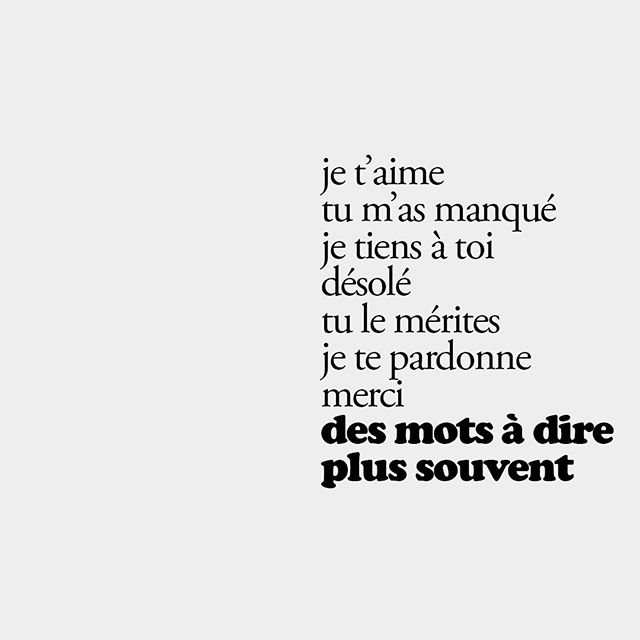 je t’aime
tu m’as manqué
je tiens à toi
désolé
tu le mérites
je te pardonne
merci
des mots à dire
plus souvent